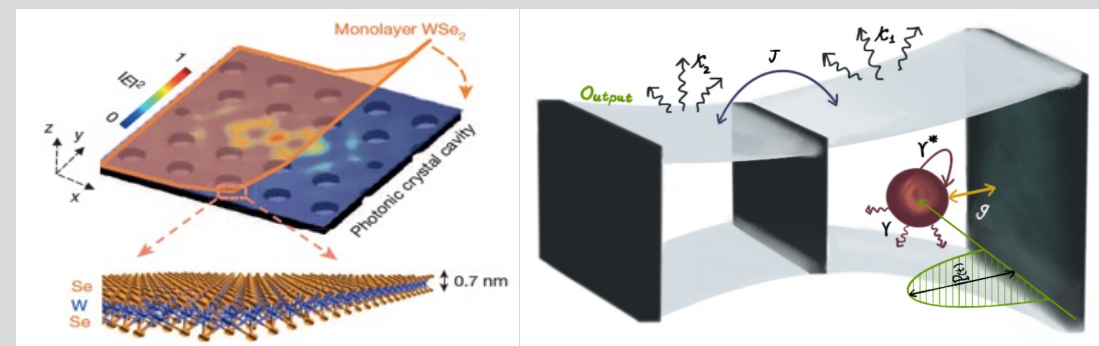 Monolayer WSe₂
|E|²
1
0
z
y
x
Photonic crystal cavity
Se
W
Se
0.7 nm
Output
κ₂
J
κ₁
γ*
g
γ
P(t)